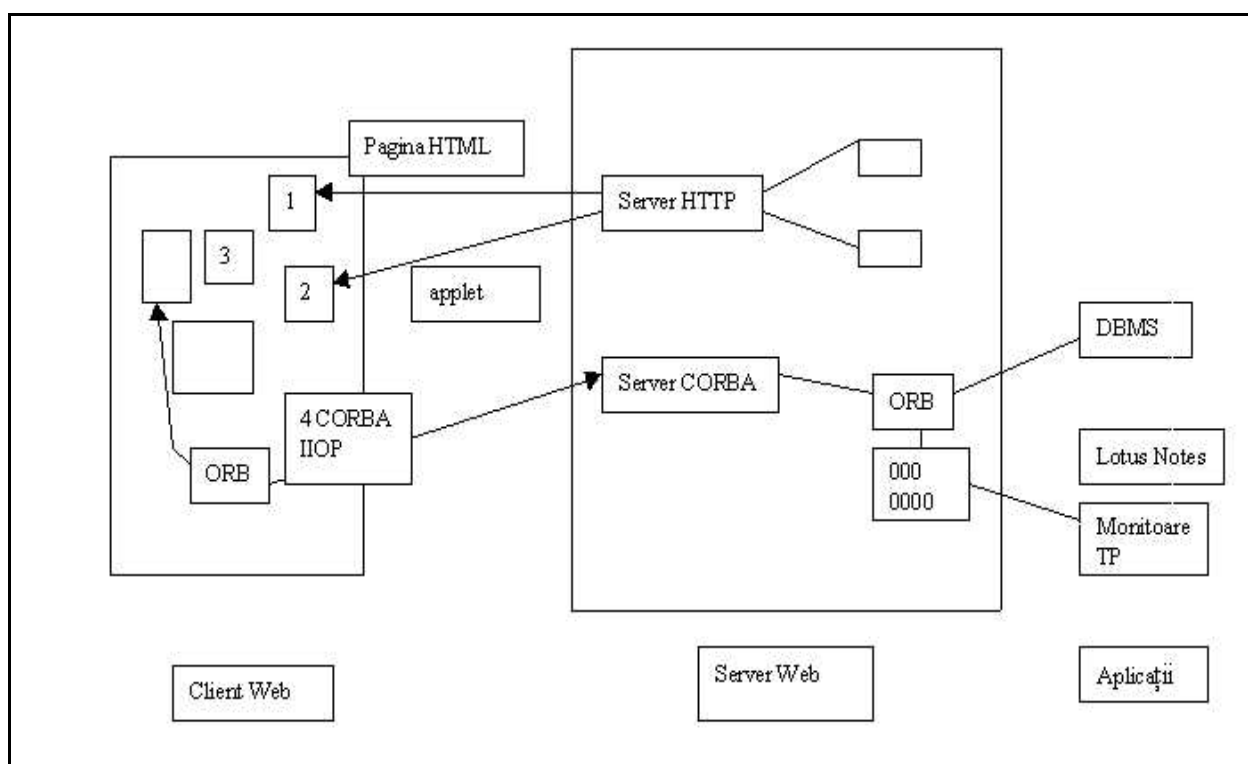 Pagina HTML
1
Server HTTP
3
2
applet
DBMS
Server CORBA
ORB
4 CORBA
IIOP
Lotus Notes
ORB
000
0000
Monitoare
TP
Client Web
Server Web
Aplicaţii